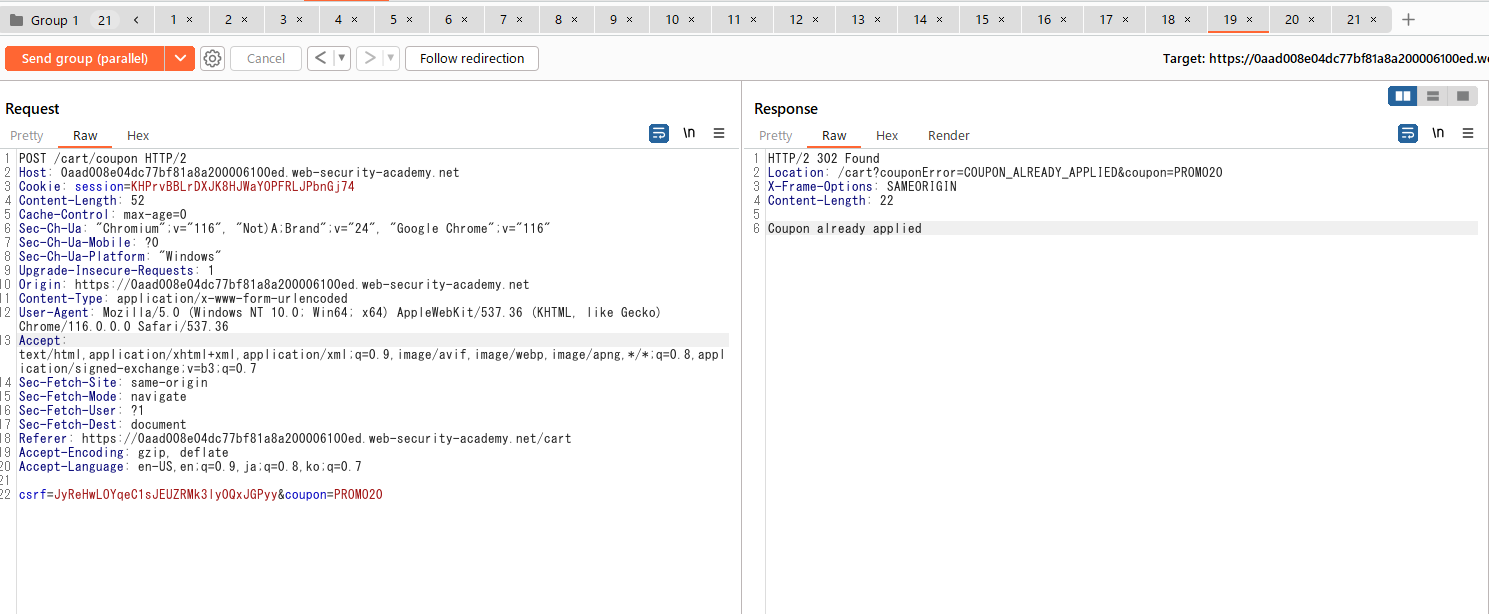 Group 1 21 < 1 × 2 × 3 × 4 × 5 × 6 × 7 × 8 × 9 × 10 × 11 × 12 × 13 × 14 × 15 × 16 × 17 × 18 × 19 × 20 × 21 × +
Send group (parallel) Cancel < > Follow redirection Target: https://0aad008e04dc77bf81a8a200006100ed.we
Request
Pretty Raw Hex \n
1 POST /cart/coupon HTTP/2
2 Host: 0aad008e04dc77bf81a8a200006100ed.web-security-academy.net
3 Cookie: session=KHPrvBBLrDXJK8HJWaYOPFRLJPbnGj74
4 Content-Length: 52
5 Cache-Control: max-age=0
6 Sec-Ch-Ua: "Chromium";v="116", "Not)A;Brand";v="24", "Google Chrome";v="116"
7 Sec-Ch-Ua-Mobile: ?0
8 Sec-Ch-Ua-Platform: "Windows"
9 Upgrade-Insecure-Requests: 1
10 Origin: https://0aad008e04dc77bf81a8a200006100ed.web-security-academy.net
11 Content-Type: application/x-www-form-urlencoded
12 User-Agent: Mozilla/5.0 (Windows NT 10.0; Win64; x64) AppleWebKit/537.36 (KHTML, like Gecko)
Chrome/116.0.0.0 Safari/537.36
13 Accept:
text/html,application/xhtml+xml,application/xml;q=0.9,image/avif,image/webp,image/apng,*/*;q=0.8,appl
ication/signed-exchange;v=b3;q=0.7
14 Sec-Fetch-Site: same-origin
15 Sec-Fetch-Mode: navigate
16 Sec-Fetch-User: ?1
17 Sec-Fetch-Dest: document
18 Referer: https://0aad008e04dc77bf81a8a200006100ed.web-security-academy.net/cart
19 Accept-Encoding: gzip, deflate
20 Accept-Language: en-US,en;q=0.9,ja;q=0.8,ko;q=0.7
21
22 csrf=JyReHwLOYqeC1sJEUZRMk3lyOQxJGPyy&coupon=PROMO20
Response
Pretty Raw Hex Render \n
1 HTTP/2 302 Found
2 Location: /cart?couponError=COUPON_ALREADY_APPLIED&coupon=PROMO20
3 X-Frame-Options: SAMEORIGIN
4 Content-Length: 22
5
6 Coupon already applied